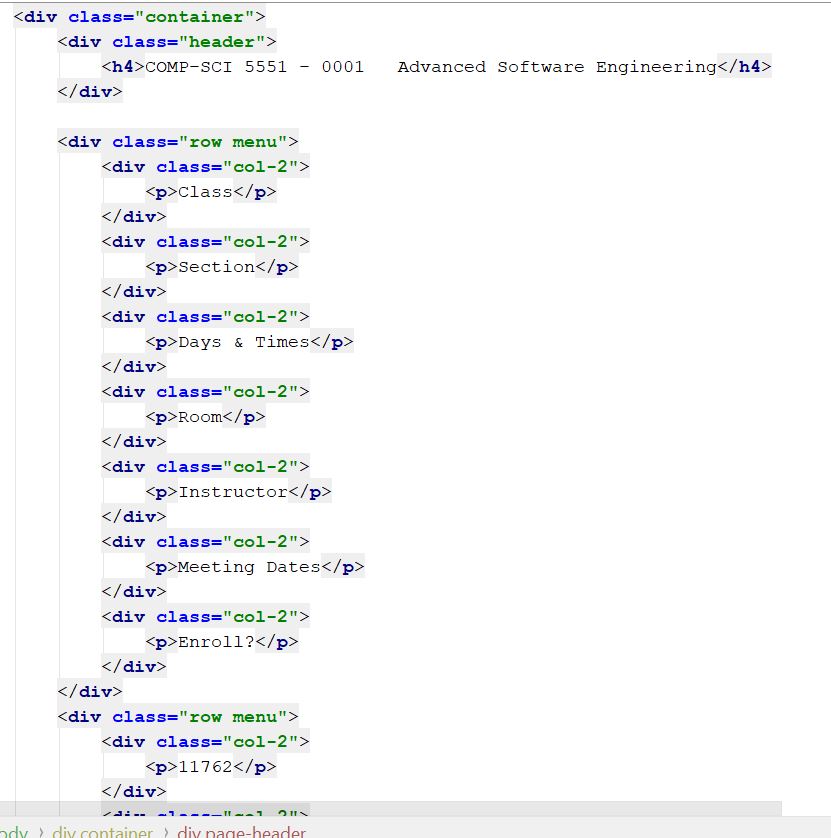 <div class="container">
<div class="header">
<h4>COMP-SCI 5551 - 0001   Advanced Software Engineering</h4>
</div>
<div class="row menu">
<div class="col-2">
<p>Class</p>
</div>
<div class="col-2">
<p>Section</p>
</div>
<div class="col-2">
<p>Days & Times</p>
</div>
<div class="col-2">
<p>Room</p>
</div>
<div class="col-2">
<p>Instructor</p>
</div>
<div class="col-2">
<p>Meeting Dates</p>
</div>
<div class="col-2">
<p>Enroll?</p>
</div>
</div>
<div class="row menu">
<div class="col-2">
<p>11762</p>
</div>
<div class="col-2">
ody > div.container > div.page-header